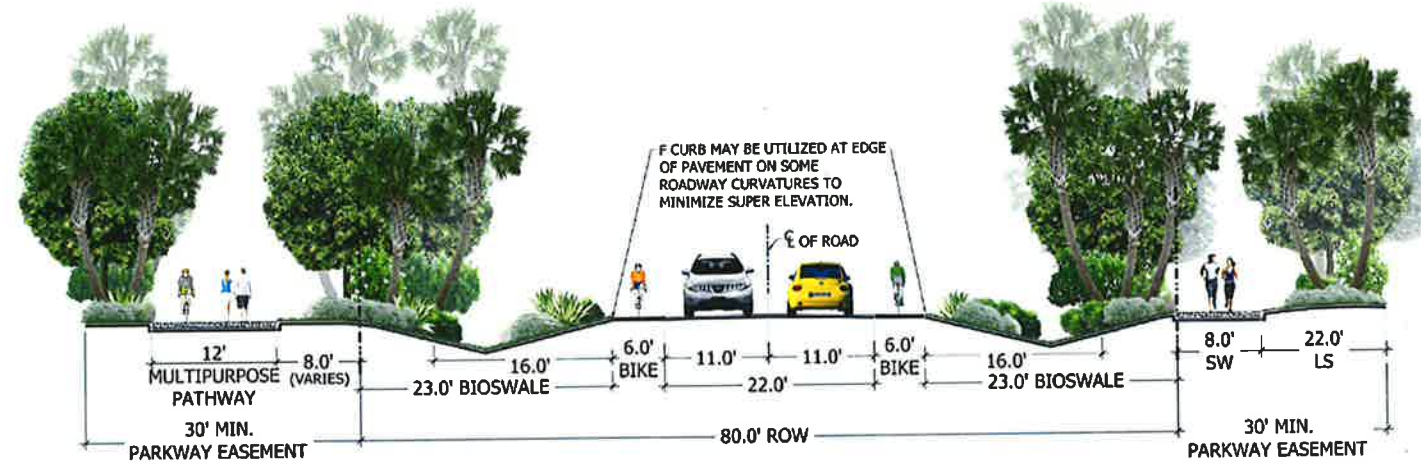 F CURB MAY BE UTILIZED AT EDGE
OF PAVEMENT ON SOME
ROADWAY CURVATURES TO
MINIMIZE SUPER ELEVATION.
℄ OF ROAD
12'
MULTIPURPOSE
PATHWAY
8.0'
(VARIES)
16.0'
23.0' BIOSWALE
6.0'
BIKE
11.0'
11.0'
22.0'
6.0'
BIKE
16.0'
23.0' BIOSWALE
8.0'
SW
22.0'
LS
30' MIN.
PARKWAY EASEMENT
80.0' ROW
30' MIN.
PARKWAY EASEMENT